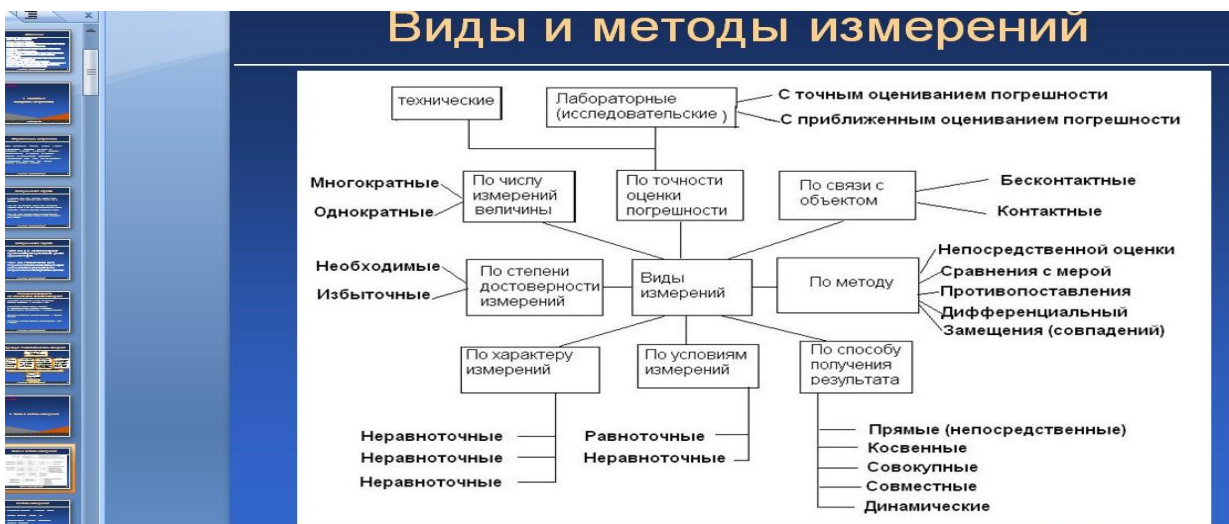 Виды и методы измерений
технические
Лабораторные
(исследовательские )
С точным оцениванием погрешности
С приближенным оцениванием погрешности
Многократные
Однократные
По числу
измерений
величины
По точности
оценки
погрешности
По связи с
объектом
Бесконтактные
Контактные
Необходимые
Избыточные
По степени
достоверности
измерений
Виды
измерений
По методу
Непосредственной оценки
Сравнения с мерой
Противопоставления
Дифференциальный
Замещения (совпадений)
По характеру
измерений
По условиям
измерений
По способу
получения
результата
Неравноточные
Неравноточные
Неравноточные
Равноточные
Неравноточные
Прямые (непосредственные)
Косвенные
Совокупные
Совместные
Динамические